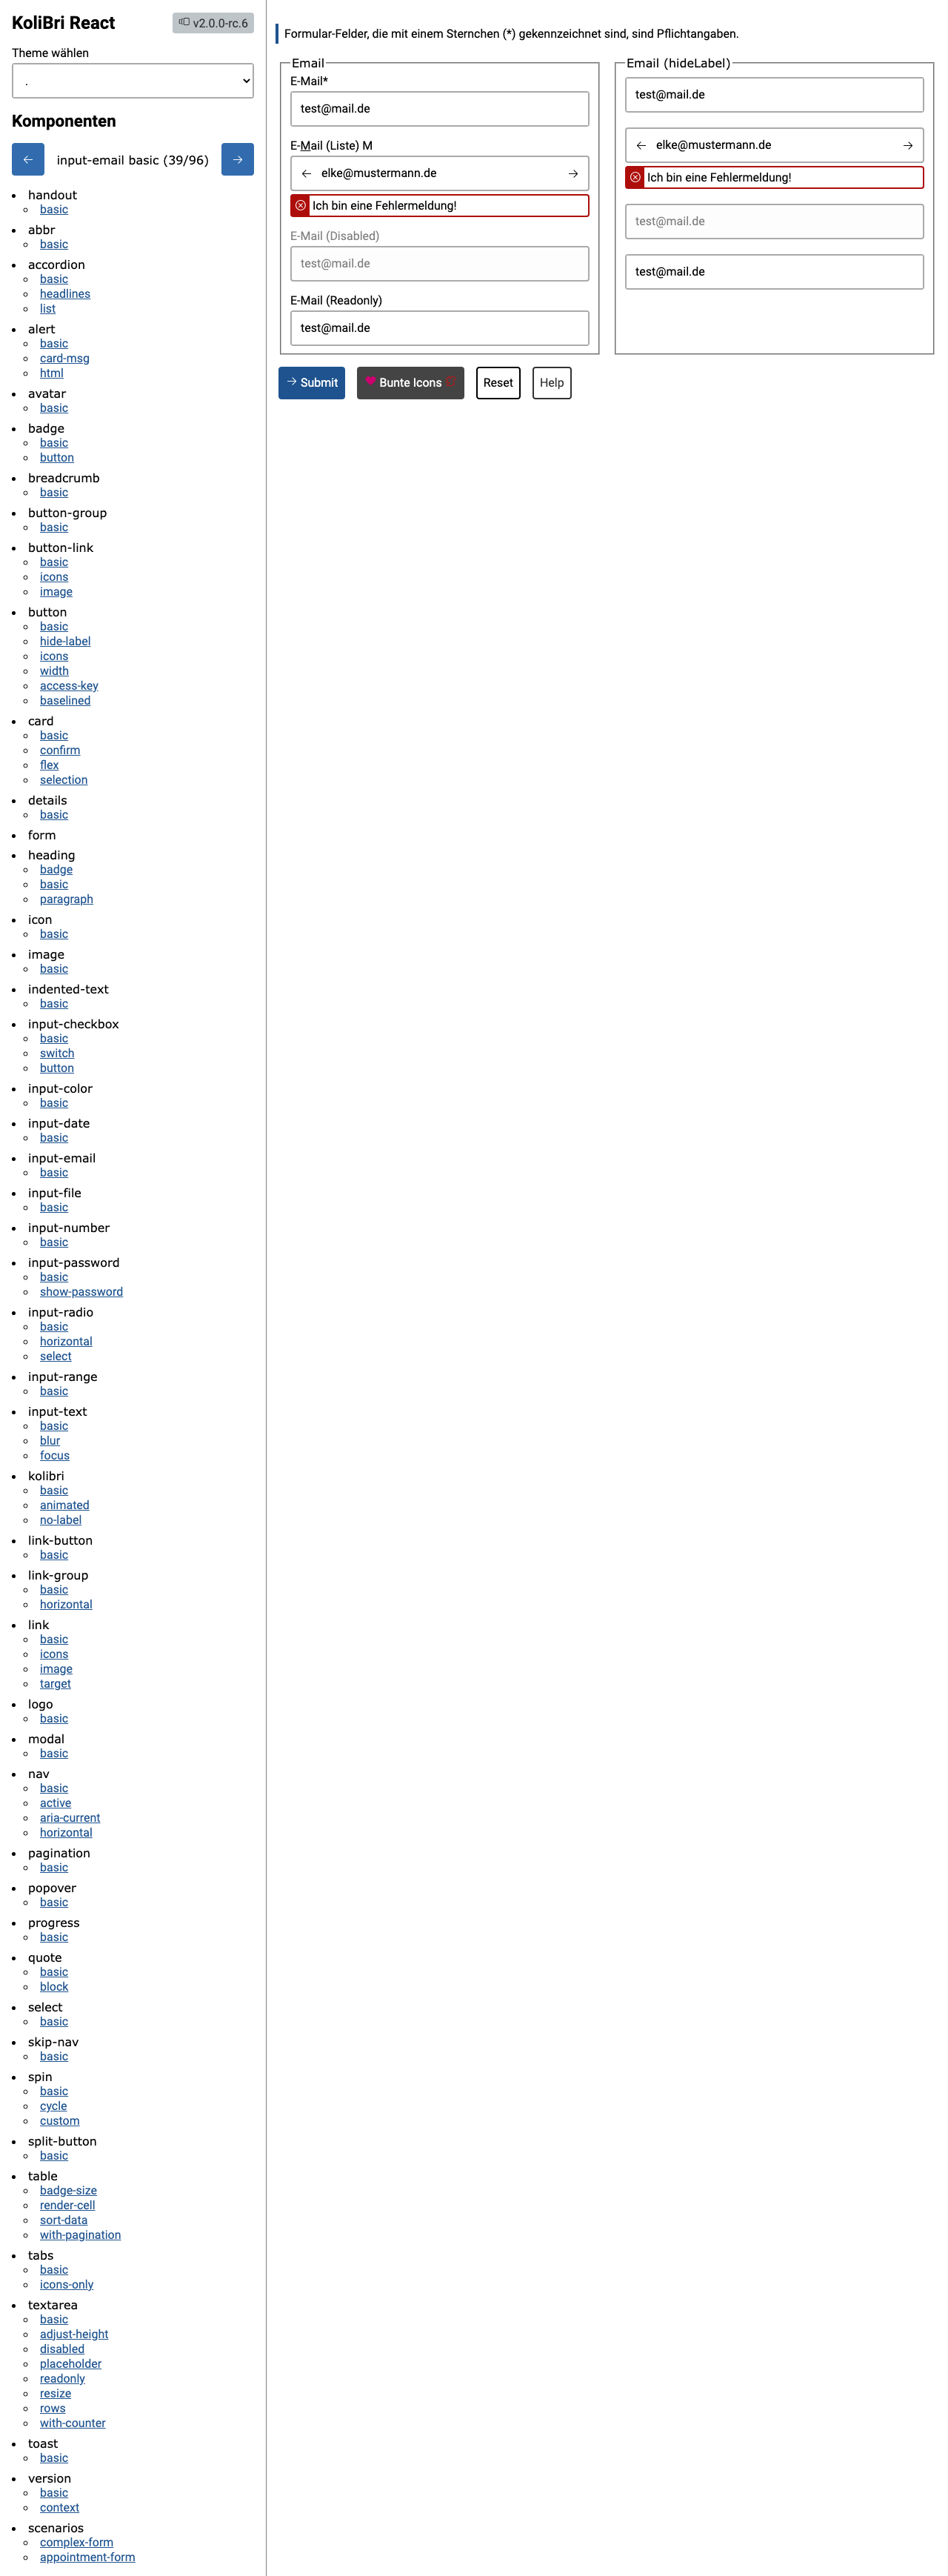 KoliBri React
v2.0.0-rc.6
Theme wählen
.
Komponenten
← input-email basic (39/96) →
handout
basic
abbr
basic
accordion
basic
headlines
list
alert
basic
card-msg
html
avatar
basic
badge
basic
button
breadcrumb
basic
button-group
basic
button-link
basic
icons
image
button
basic
hide-label
icons
width
access-key
baselined
card
basic
confirm
flex
selection
details
basic
form
heading
badge
basic
paragraph
icon
basic
image
basic
indented-text
basic
input-checkbox
basic
switch
button
input-color
basic
input-date
basic
input-email
basic
input-file
basic
input-number
basic
input-password
basic
show-password
input-radio
basic
horizontal
select
input-range
basic
input-text
basic
blur
focus
kolibri
basic
animated
no-label
link-button
basic
link-group
basic
horizontal
link
basic
icons
image
target
logo
basic
modal
basic
nav
basic
active
aria-current
horizontal
pagination
basic
popover
basic
progress
basic
quote
basic
block
select
basic
skip-nav
basic
spin
basic
cycle
custom
split-button
basic
table
badge-size
render-cell
sort-data
with-pagination
tabs
basic
icons-only
textarea
basic
adjust-height
disabled
placeholder
readonly
resize
rows
with-counter
toast
basic
version
basic
context
scenarios
complex-form
appointment-form
Formular-Felder, die mit einem Sternchen (*) gekennzeichnet sind, sind Pflichtangaben.
Email
E-Mail*
test@mail.de
E-Mail (Liste) M
← elke@mustermann.de →
Ich bin eine Fehlermeldung!
E-Mail (Disabled)
test@mail.de
E-Mail (Readonly)
test@mail.de
Email (hideLabel)
test@mail.de
← elke@mustermann.de →
Ich bin eine Fehlermeldung!
test@mail.de
test@mail.de
→ Submit
Bunte Icons
Reset
Help